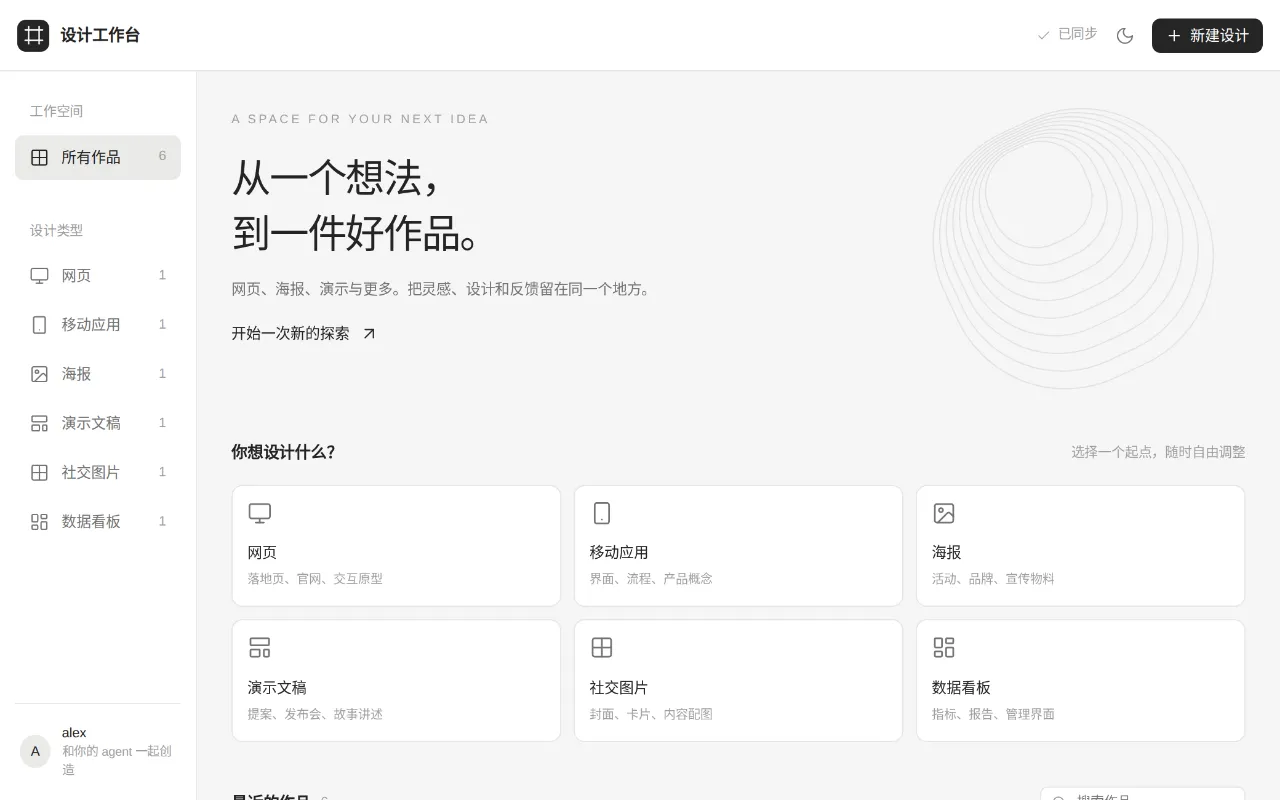 设计工作台
已同步
新建设计
工作空间
所有作品 6
设计类型
网页 1
移动应用 1
海报 1
演示文稿 1
社交图片 1
数据看板 1
A
alex
和你的 agent 一起创
造
A SPACE FOR YOUR NEXT IDEA
从一个想法，
到一件好作品。
网页、海报、演示与更多。把灵感、设计和反馈留在同一个地方。
开始一次新的探索
你想设计什么？
选择一个起点，随时自由调整
网页
落地页、官网、交互原型
移动应用
界面、流程、产品概念
海报
活动、品牌、宣传物料
演示文稿
提案、发布会、故事讲述
社交图片
封面、卡片、内容配图
数据看板
指标、报告、管理界面
最近的作品 6
搜索作品